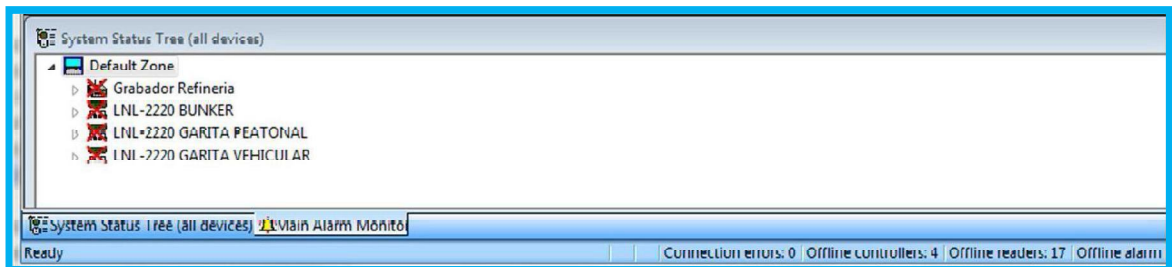 System Status Tree (all devices)
Default Zone
Grabador Refineria
LNL-2220 BUNKER
LNL-2220 GARITA PEATONAL
LNL-2220 GARITA VEHICULAR
System Status Tree (all devices) Main Alarm Monitor
Ready Connection errors: 0 Offline controllers: 4 Offline readers: 17 Offline alarm